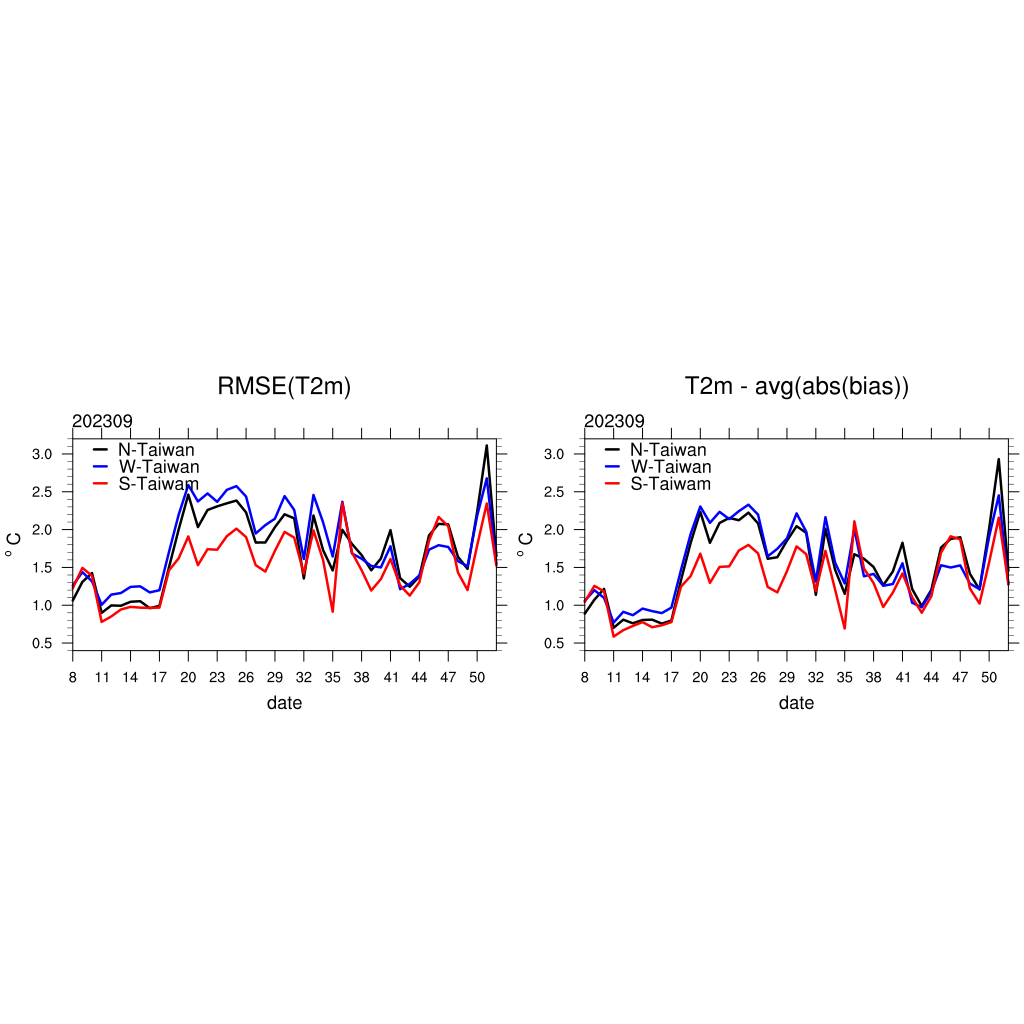 RMSE(T2m)
202309
N-Taiwan
W-Taiwan
S-Taiwam
3.0
2.5
2.0
1.5
1.0
0.5
° C
8 11 14 17 20 23 26 29 32 35 38 41 44 47 50
date
T2m - avg(abs(bias))
202309
N-Taiwan
W-Taiwan
S-Taiwam
3.0
2.5
2.0
1.5
1.0
0.5
° C
8 11 14 17 20 23 26 29 32 35 38 41 44 47 50
date